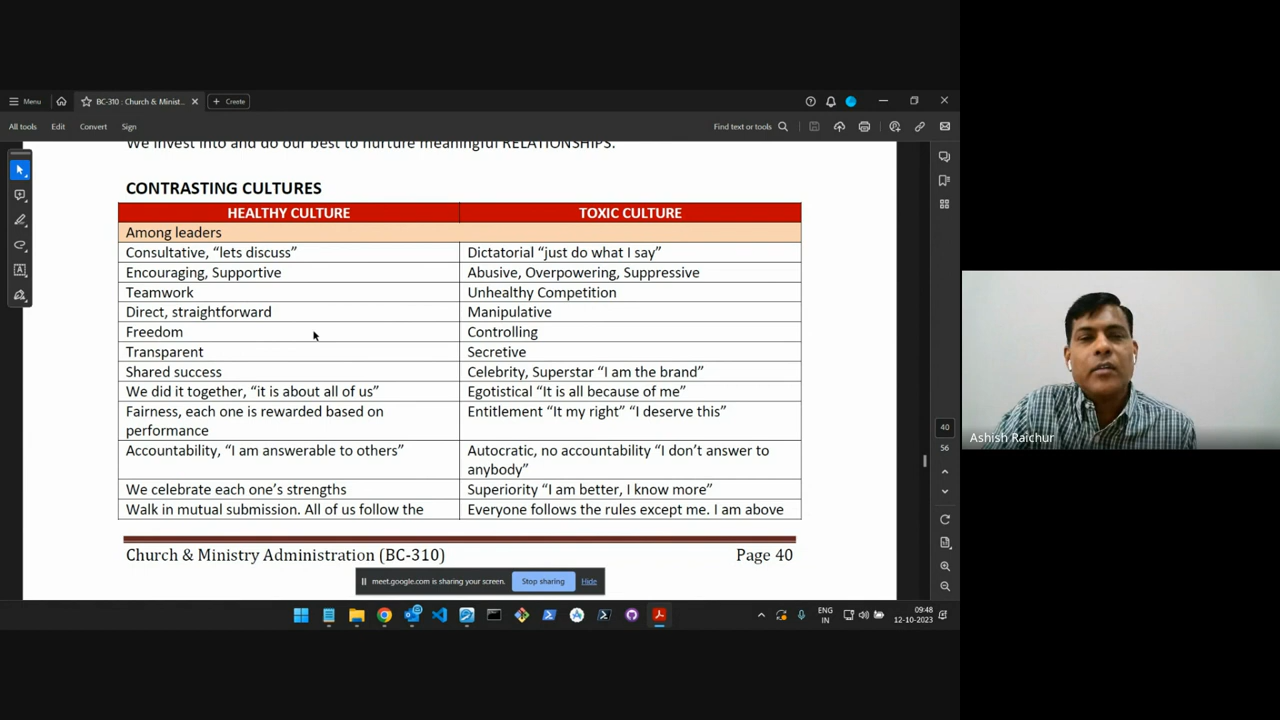 Menu
BC-310 : Church & Minist...
Create
All tools
Edit
Convert
Sign
Find text or tools
We invest into and do our best to nurture meaningful RELATIONSHIPS.
CONTRASTING CULTURES
HEALTHY CULTURE
TOXIC CULTURE
Among leaders
Consultative, “lets discuss”
Dictatorial “just do what I say”
Encouraging, Supportive
Abusive, Overpowering, Suppressive
Teamwork
Unhealthy Competition
Direct, straightforward
Manipulative
Freedom
Controlling
Transparent
Secretive
Shared success
Celebrity, Superstar “I am the brand”
We did it together, “it is about all of us”
Egotistical “It is all because of me”
Fairness, each one is rewarded based on
performance
Entitlement “It my right” “I deserve this”
Accountability, “I am answerable to others”
Autocratic, no accountability “I don’t answer to
anybody”
We celebrate each one’s strengths
Superiority “I am better, I know more”
Walk in mutual submission. All of us follow the
Everyone follows the rules except me. I am above
Church & Ministry Administration (BC-310)
Page 40
meet.google.com is sharing your screen.
Stop sharing
Hide
40
56
ENG
IN
09:48
12-10-2023
Ashish Raichur